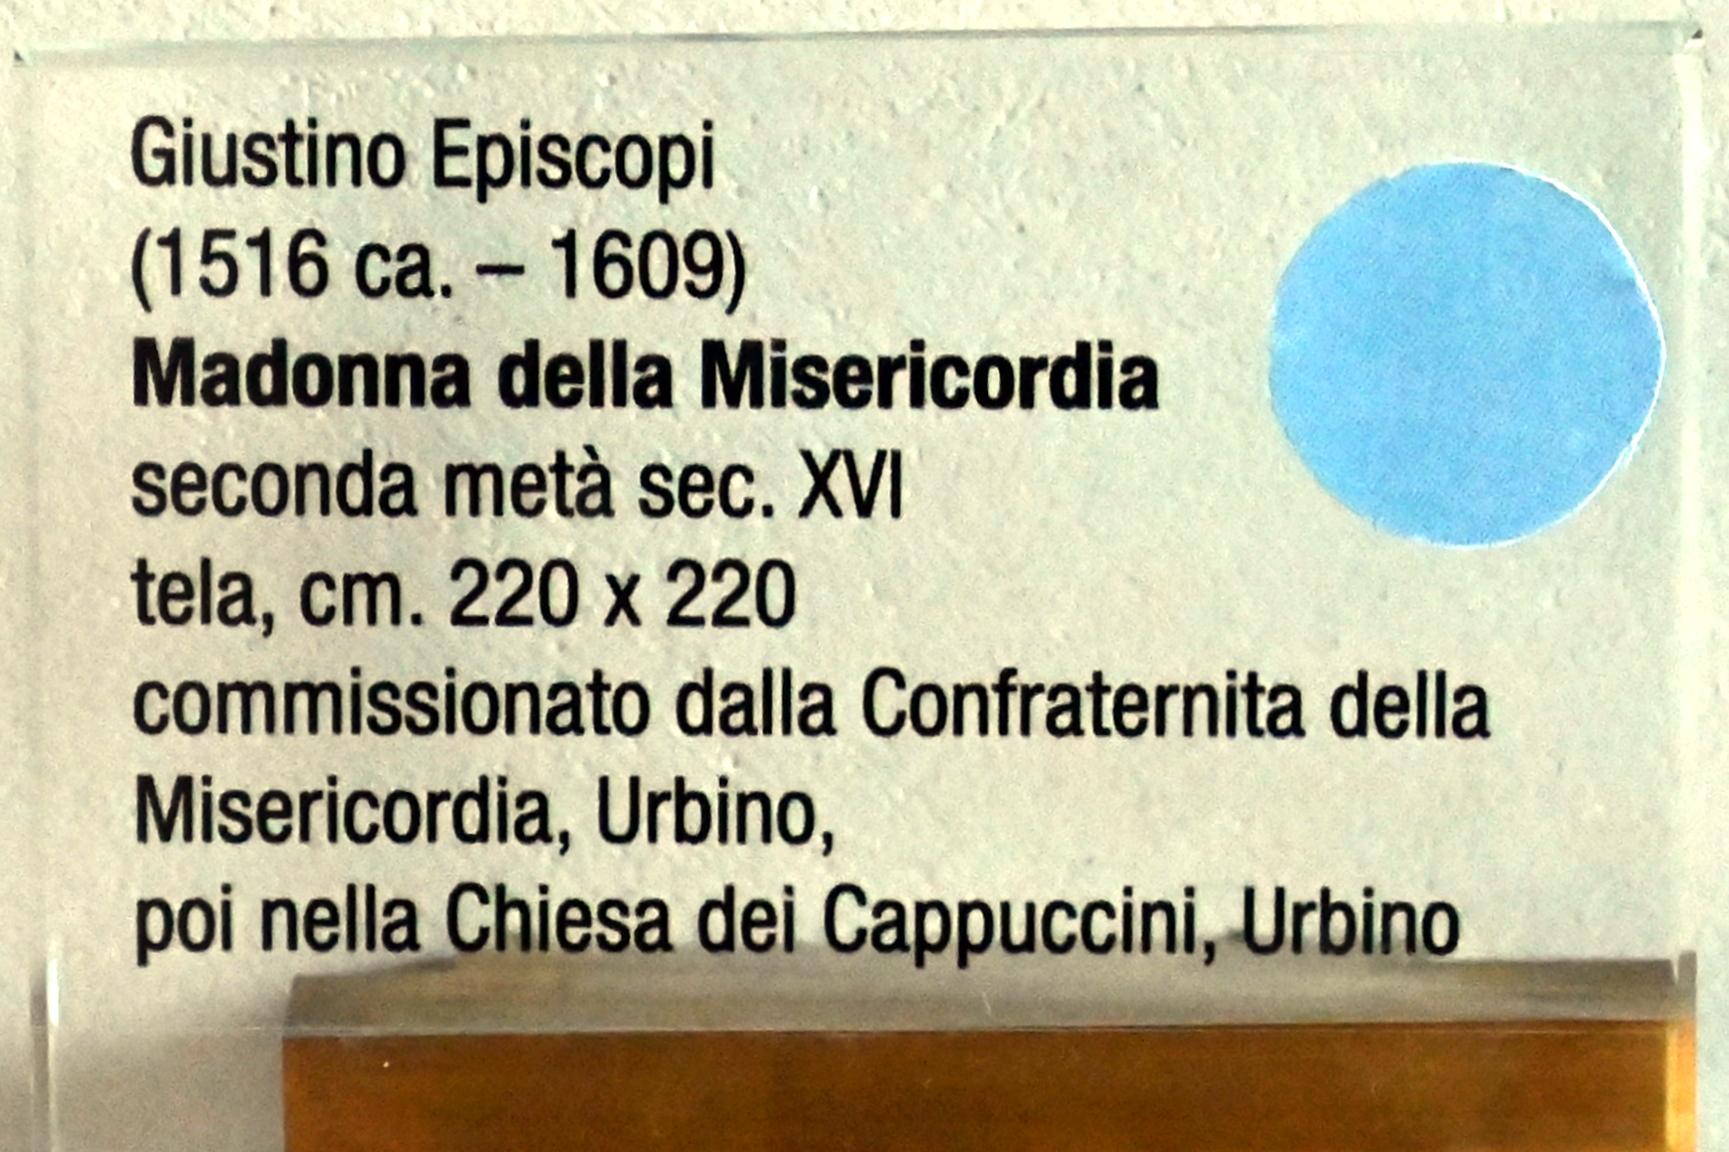 Giustino Episcopi
(1516 ca. – 1609)
Madonna della Misericordia
seconda metà sec. XVI
tela, cm. 220 x 220
commissionato dalla Confraternita della
Misericordia, Urbino,
poi nella Chiesa dei Cappuccini, Urbino